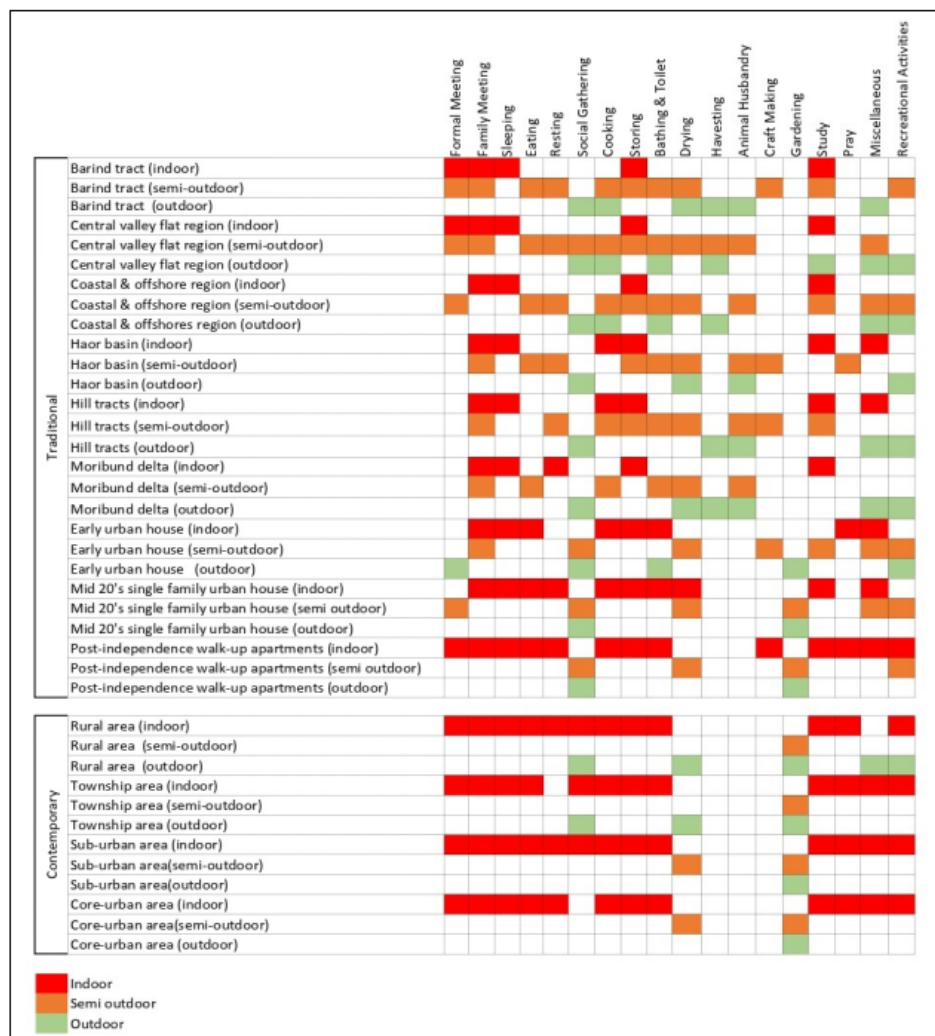 Formal Meeting
Family Meeting
Sleeping
Eating
Resting
Social Gathering
Cooking
Storing
Bathing & Toilet
Drying
Havesting
Animal Husbandry
Craft Making
Gardening
Study
Pray
Miscellaneous
Recreational Activities
Traditional
Barind tract (indoor)
Barind tract (semi-outdoor)
Barind tract (outdoor)
Central valley flat region (indoor)
Central valley flat region (semi-outdoor)
Central valley flat region (outdoor)
Coastal & offshore region (indoor)
Coastal & offshore region (semi-outdoor)
Coastal & offshores region (outdoor)
Haor basin (indoor)
Haor basin (semi-outdoor)
Haor basin (outdoor)
Hill tracts (indoor)
Hill tracts (semi-outdoor)
Hill tracts (outdoor)
Moribund delta (indoor)
Moribund delta (semi-outdoor)
Moribund delta (outdoor)
Early urban house (indoor)
Early urban house (semi-outdoor)
Early urban house (outdoor)
Mid 20's single family urban house (indoor)
Mid 20's single family urban house (semi outdoor)
Mid 20's single family urban house (outdoor)
Post-independence walk-up apartments (indoor)
Post-independence walk-up apartments (semi outdoor)
Post-independence walk-up apartments (outdoor)
Contemporary
Rural area (indoor)
Rural area (semi-outdoor)
Rural area (outdoor)
Township area (indoor)
Township area (semi-outdoor)
Township area (outdoor)
Sub-urban area (indoor)
Sub-urban area(semi-outdoor)
Sub-urban area(outdoor)
Core-urban area (indoor)
Core-urban area(semi-outdoor)
Core-urban area (outdoor)
Indoor
Semi outdoor
Outdoor